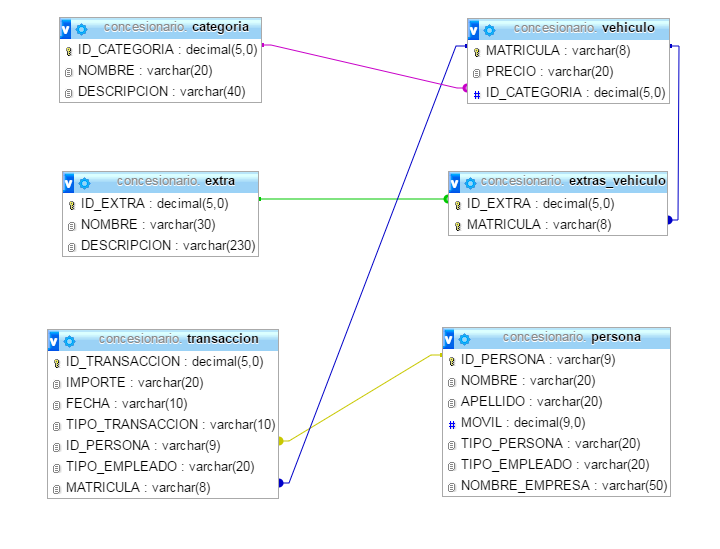 concesionario. categoria
ID_CATEGORIA : decimal(5,0)
NOMBRE : varchar(20)
DESCRIPCION : varchar(40)
concesionario. vehiculo
MATRICULA : varchar(8)
PRECIO : varchar(20)
ID_CATEGORIA : decimal(5,0)
concesionario. extra
ID_EXTRA : decimal(5,0)
NOMBRE : varchar(30)
DESCRIPCION : varchar(230)
concesionario. extras_vehiculo
ID_EXTRA : decimal(5,0)
MATRICULA : varchar(8)
concesionario. transaccion
ID_TRANSACCION : decimal(5,0)
IMPORTE : varchar(20)
FECHA : varchar(10)
TIPO_TRANSACCION : varchar(10)
ID_PERSONA : varchar(9)
TIPO_EMPLEADO : varchar(20)
MATRICULA : varchar(8)
concesionario. persona
ID_PERSONA : varchar(9)
NOMBRE : varchar(20)
APELLIDO : varchar(20)
MOVIL : decimal(9,0)
TIPO_PERSONA : varchar(20)
TIPO_EMPLEADO : varchar(20)
NOMBRE_EMPRESA : varchar(50)